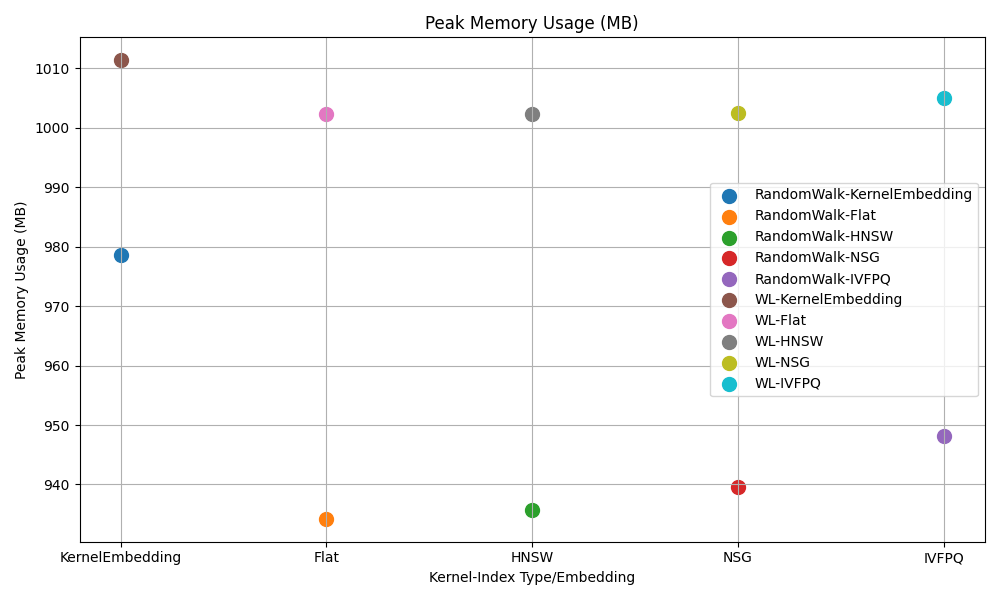 Peak Memory Usage (MB)
1010
1000
990
980
970
960
950
940
Peak Memory Usage (MB)
RandomWalk-KernelEmbedding
RandomWalk-Flat
RandomWalk-HNSW
RandomWalk-NSG
RandomWalk-IVFPQ
WL-KernelEmbedding
WL-Flat
WL-HNSW
WL-NSG
WL-IVFPQ
KernelEmbedding Flat HNSW NSG IVFPQ
Kernel-Index Type/Embedding